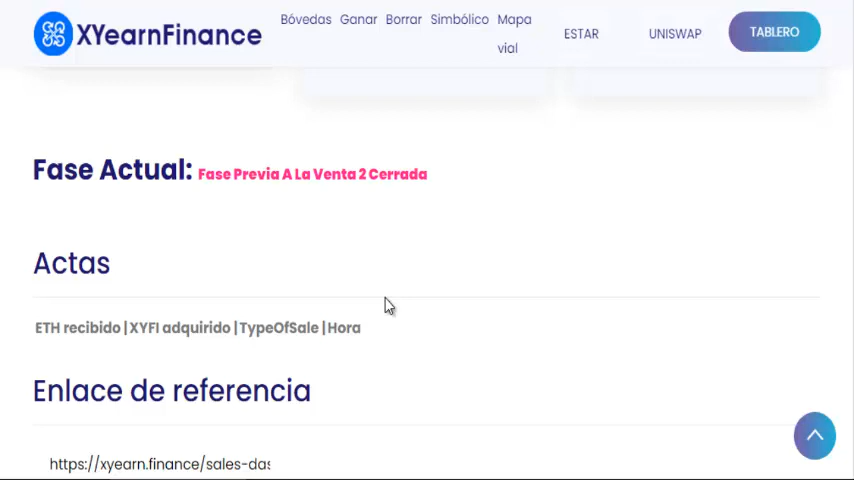 XYearnFinance
Bóvedas Ganar Borrar Simbólico Mapa vial
ESTAR
UNISWAP
TABLERO
Fase Actual: Fase Previa A La Venta 2 Cerrada
Actas
ETH recibido | XYFI adquirido | TypeOfSale | Hora
Enlace de referencia
https://xyearn.finance/sales-das